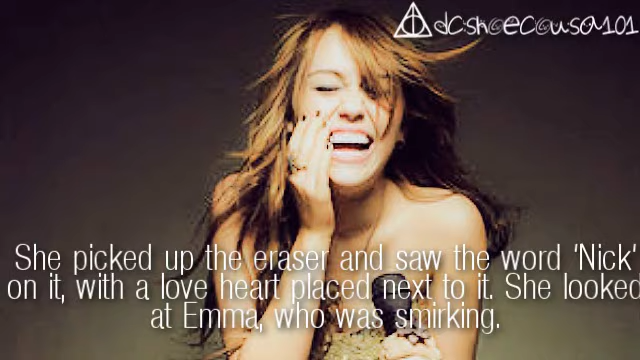 dcshoecousa101
She picked up the eraser and saw the word 'Nick'
on it, with a love heart placed next to it. She looked
at Emma, who was smirking.